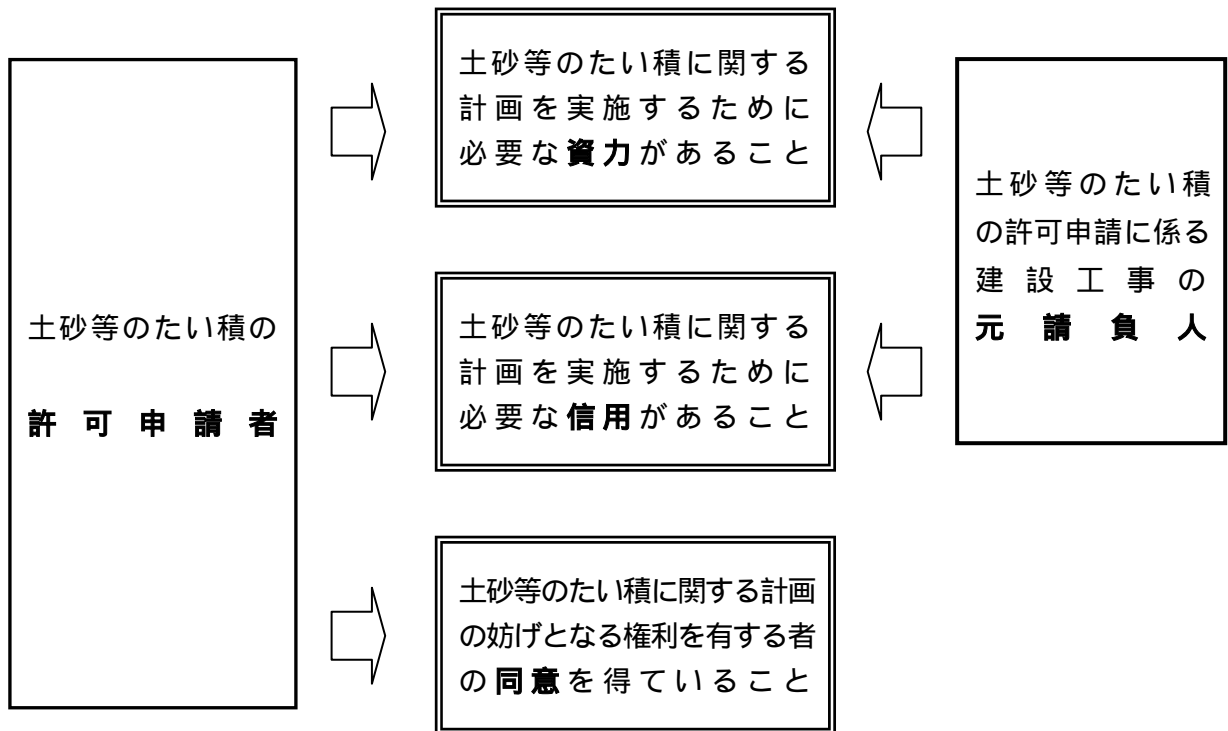 土砂等のたい積の
許可申請者
土砂等のたい積に関する
計画を実施するために
必要な資力があること
土砂等のたい積に関する
計画を実施するために
必要な信用があること
土砂等のたい積に関する計画
の妨げとなる権利を有する者
の同意を得ていること
土砂等のたい積
の許可申請に係る
建設工事の
元請負人